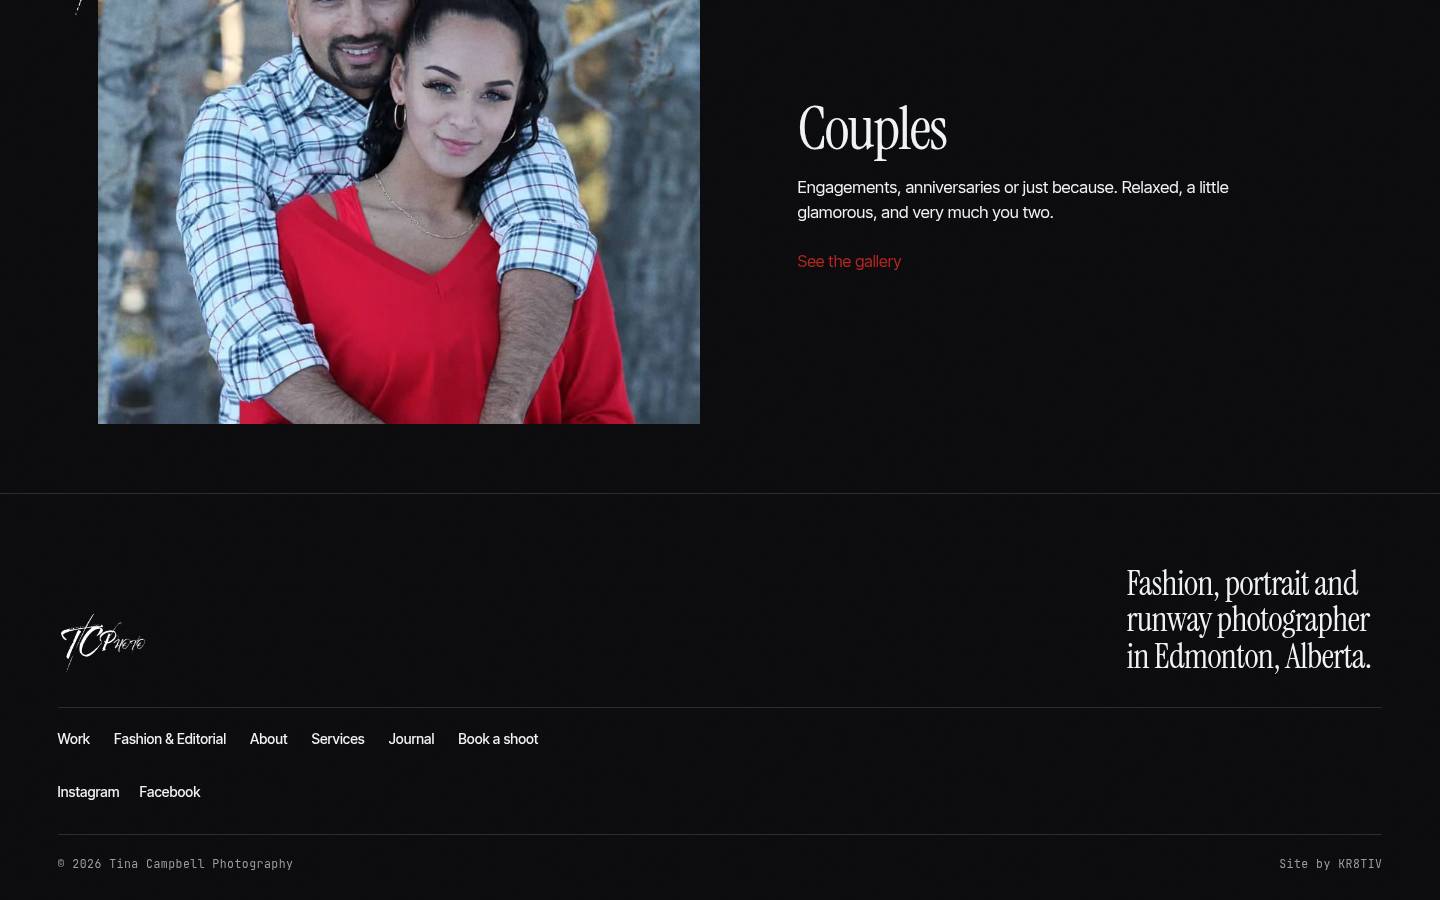 Couples
Engagements, anniversaries or just because. Relaxed, a little
glamorous, and very much you two.
See the gallery
TCPHOTO
Fashion, portrait and
runway photographer
in Edmonton, Alberta.
Work Fashion & Editorial About Services Journal Book a shoot
Instagram Facebook
© 2026 Tina Campbell Photography
Site by KR8TIV